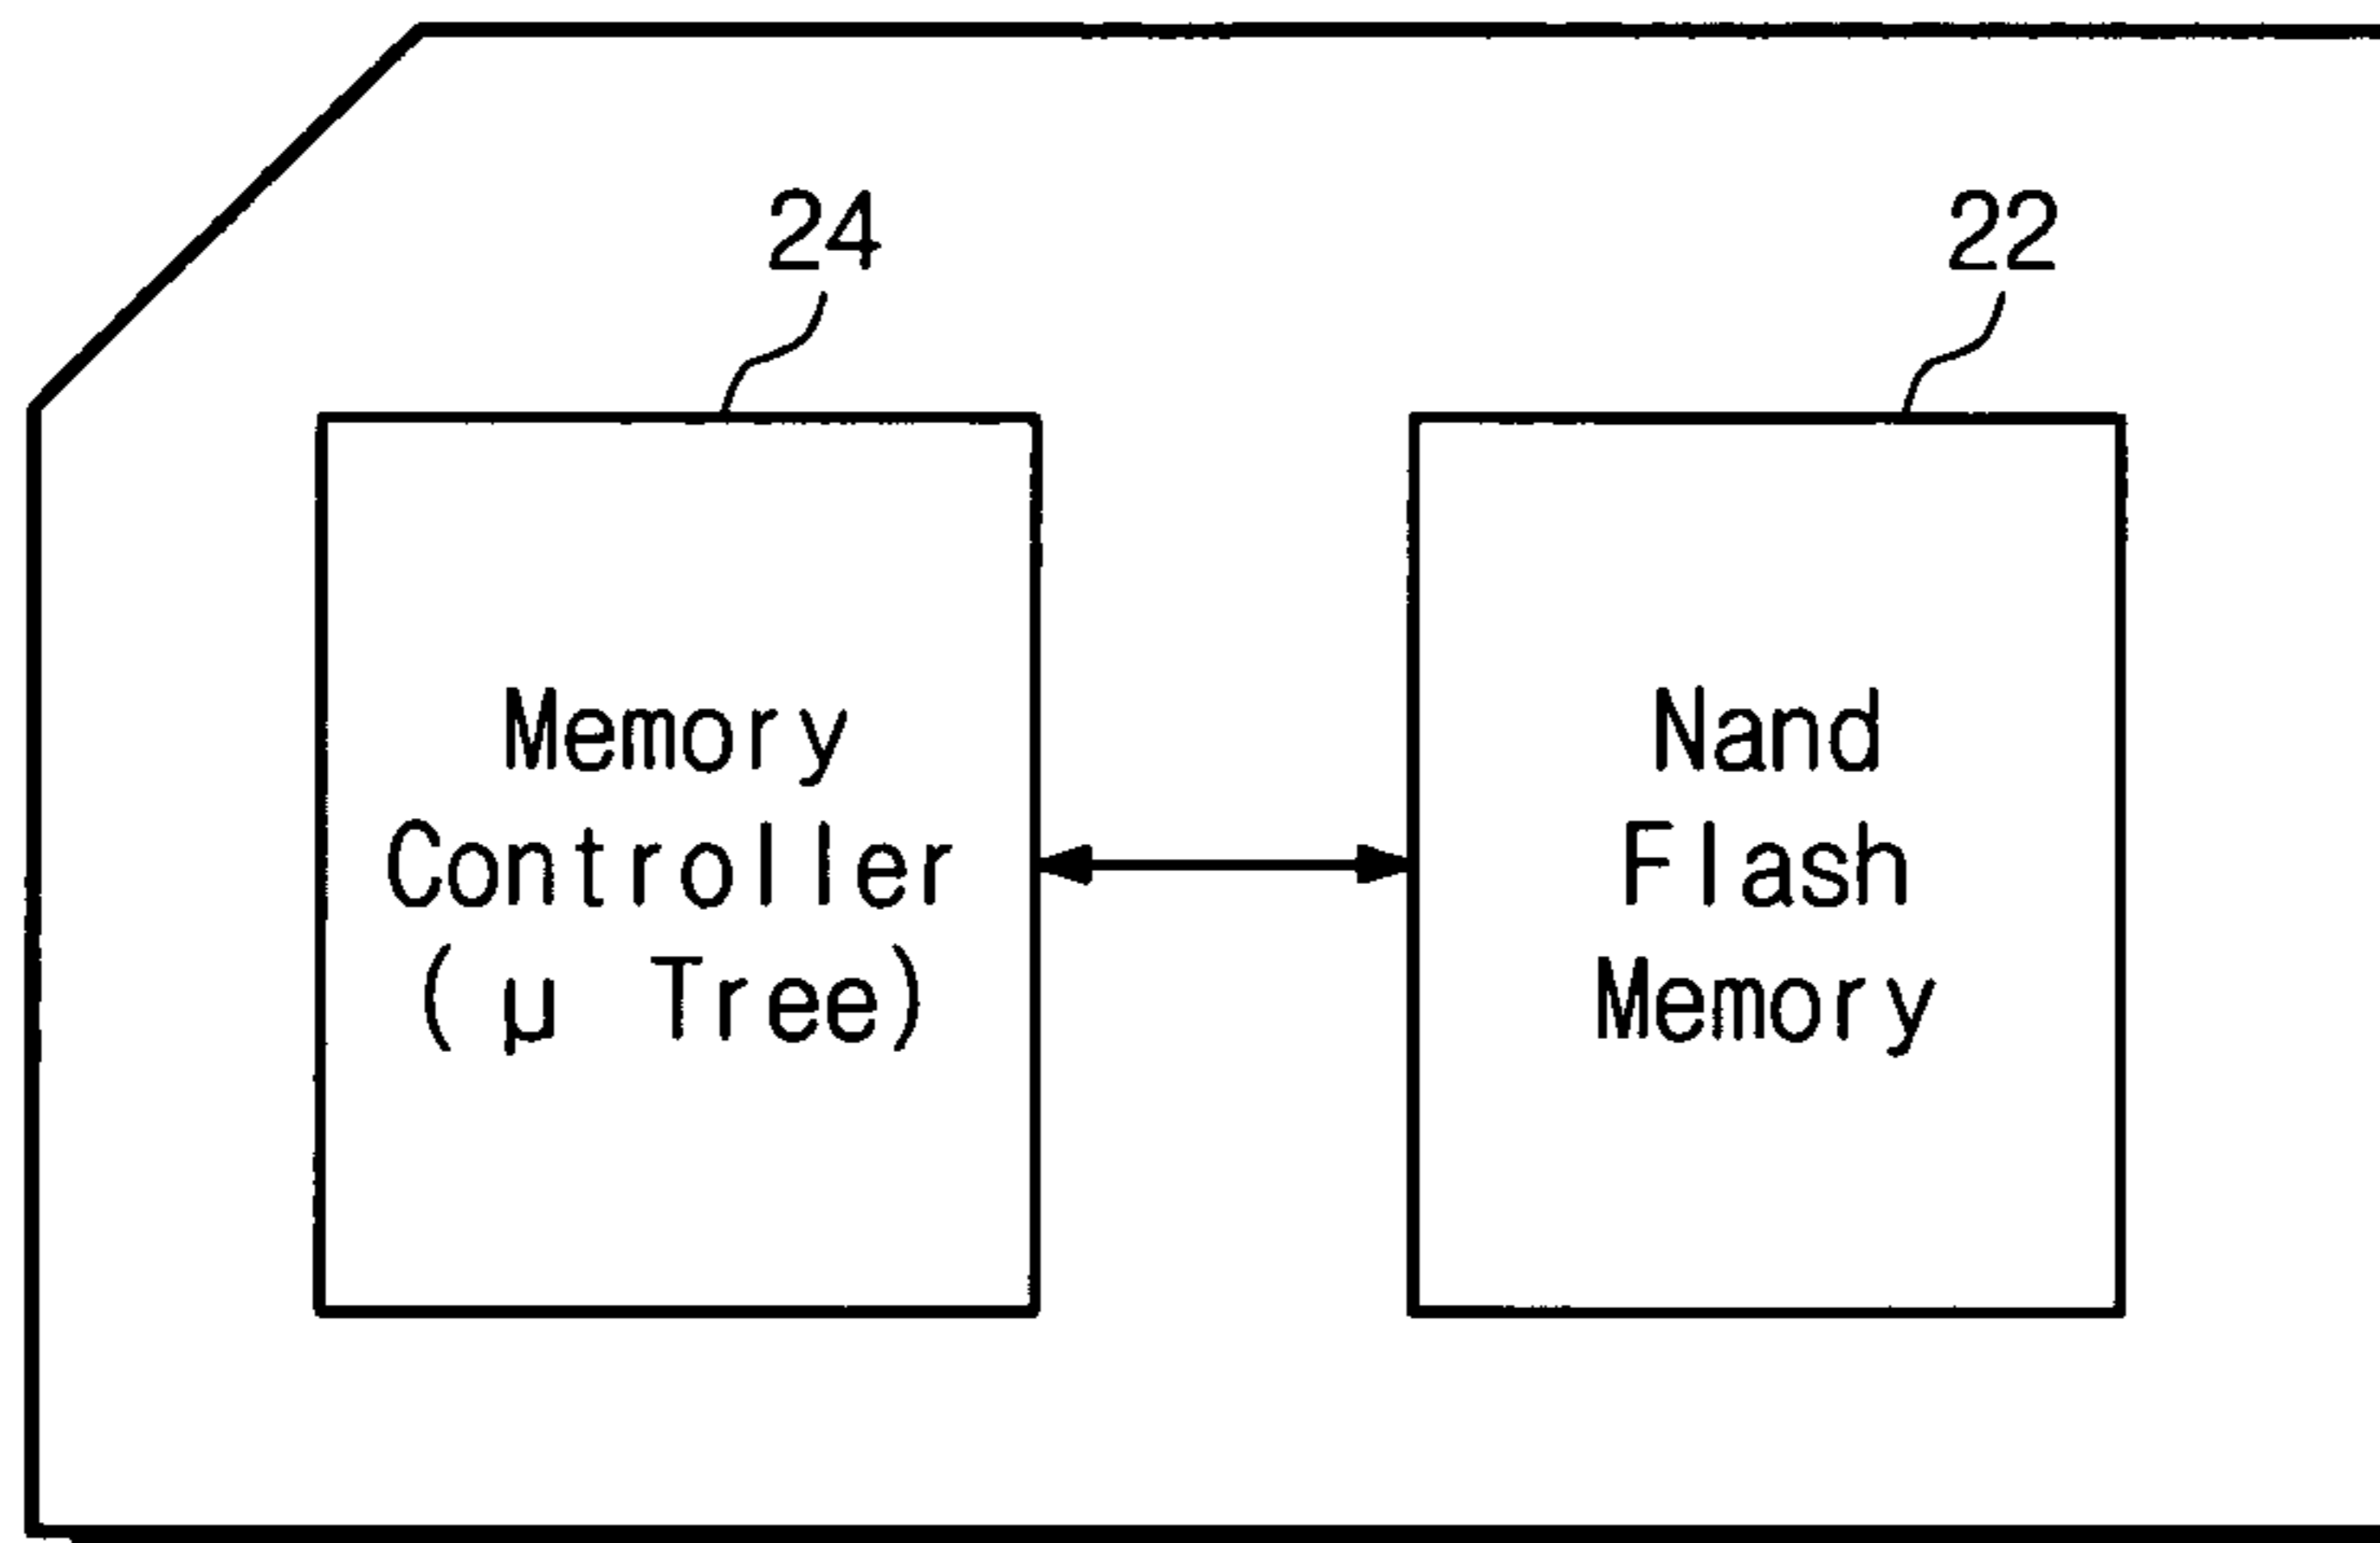 24
22
Memory
Controller
( μ Tree)
Nand
Flash
Memory